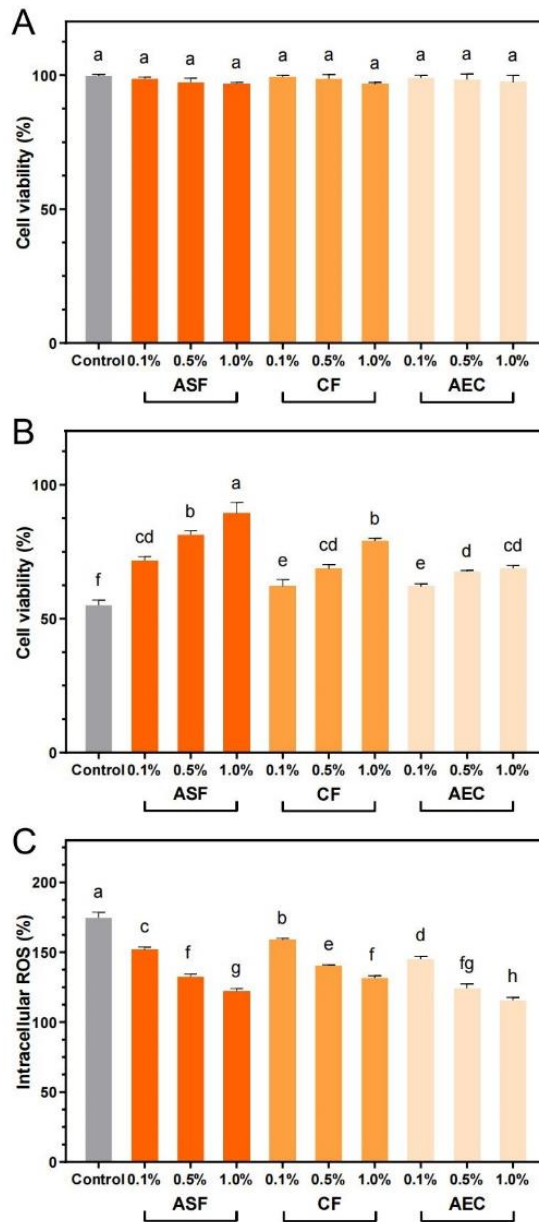 A
Cell viability (%)
100
50
0
a a a a a a a a a a
Control 0.1% 0.5% 1.0% 0.1% 0.5% 1.0% 0.1% 0.5% 1.0%
ASF CF AEC
B
Cell viability (%)
100
50
0
f cd b a e cd b e d cd
Control 0.1% 0.5% 1.0% 0.1% 0.5% 1.0% 0.1% 0.5% 1.0%
ASF CF AEC
C
Intracellular ROS (%)
200
150
100
50
0
a c f g b e f d fg h
Control 0.1% 0.5% 1.0% 0.1% 0.5% 1.0% 0.1% 0.5% 1.0%
ASF CF AEC